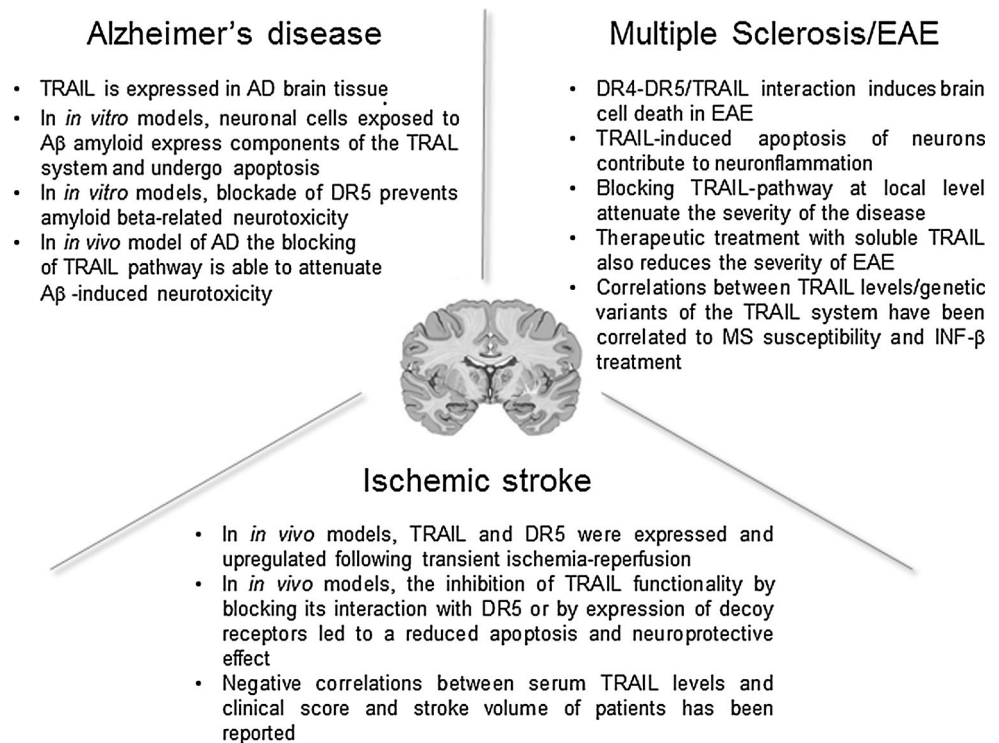 Alzheimer's disease
• TRAIL is expressed in AD brain tissue
• In in vitro models, neuronal cells exposed to
Aβ amyloid express components of the TRAL
system and undergo apoptosis
• In in vitro models, blockade of DR5 prevents
amyloid beta-related neurotoxicity
• In in vivo model of AD the blocking
of TRAIL pathway is able to attenuate
Aβ -induced neurotoxicity
Multiple Sclerosis/EAE
• DR4-DR5/TRAIL interaction induces brain
cell death in EAE
• TRAIL-induced apoptosis of neurons
contribute to neuronflammation
• Blocking TRAIL-pathway at local level
attenuate the severity of the disease
• Therapeutic treatment with soluble TRAIL
also reduces the severity of EAE
• Correlations between TRAIL levels/genetic
variants of the TRAIL system have been
correlated to MS susceptibility and INF-β
treatment
Ischemic stroke
• In in vivo models, TRAIL and DR5 were expressed and
upregulated following transient ischemia-reperfusion
• In in vivo models, the inhibition of TRAIL functionality by
blocking its interaction with DR5 or by expression of decoy
receptors led to a reduced apoptosis and neuroprotective
effect
• Negative correlations between serum TRAIL levels and
clinical score and stroke volume of patients has been
reported